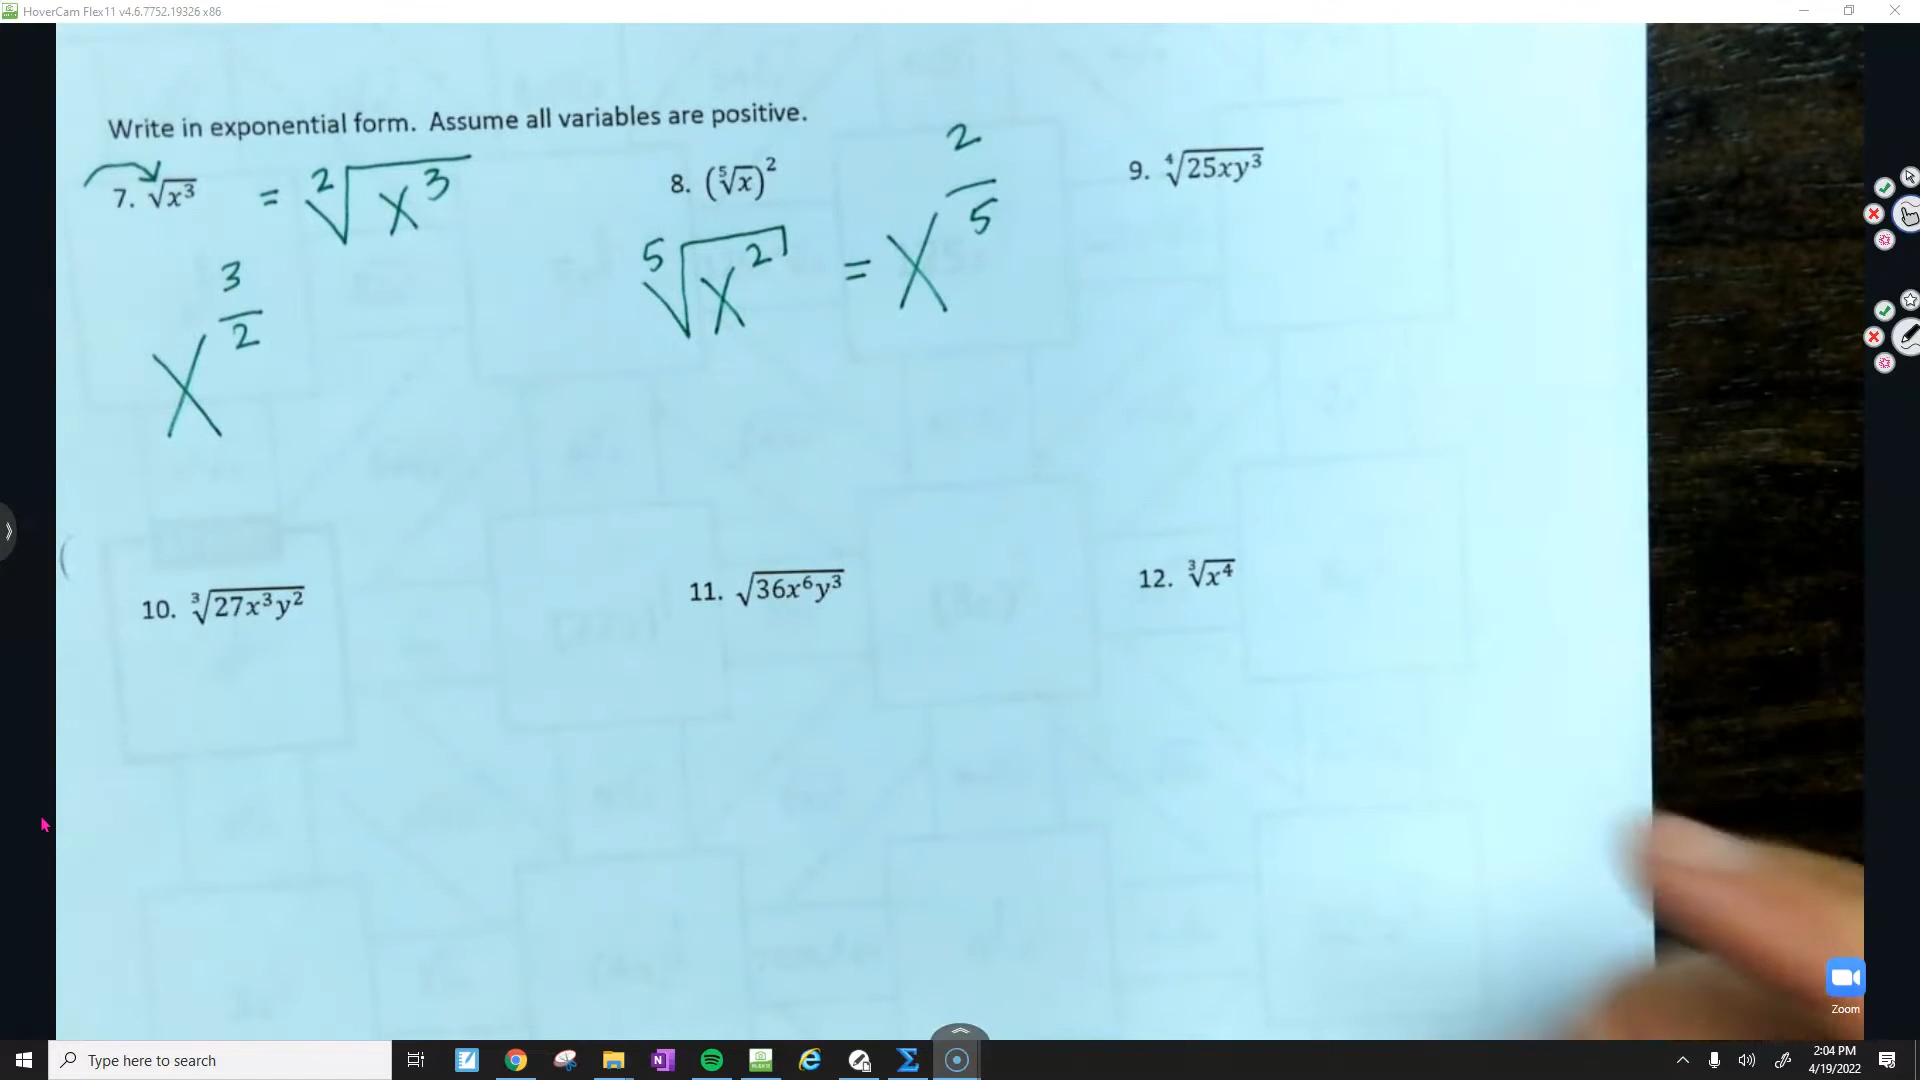 HoverCam Flex11 v4.6.7752.19326 x86
Write in exponential form. Assume all variables are positive.
7. √x³ = ²√x³
x^(3/2)
8. (⁵√x)²
⁵√x² = x^(2/5)
9. ⁴√25xy³
10. ³√27x³y²
11. √36x⁶y³
12. ³√x⁴
Zoom
Type here to search
2:04 PM
4/19/2022